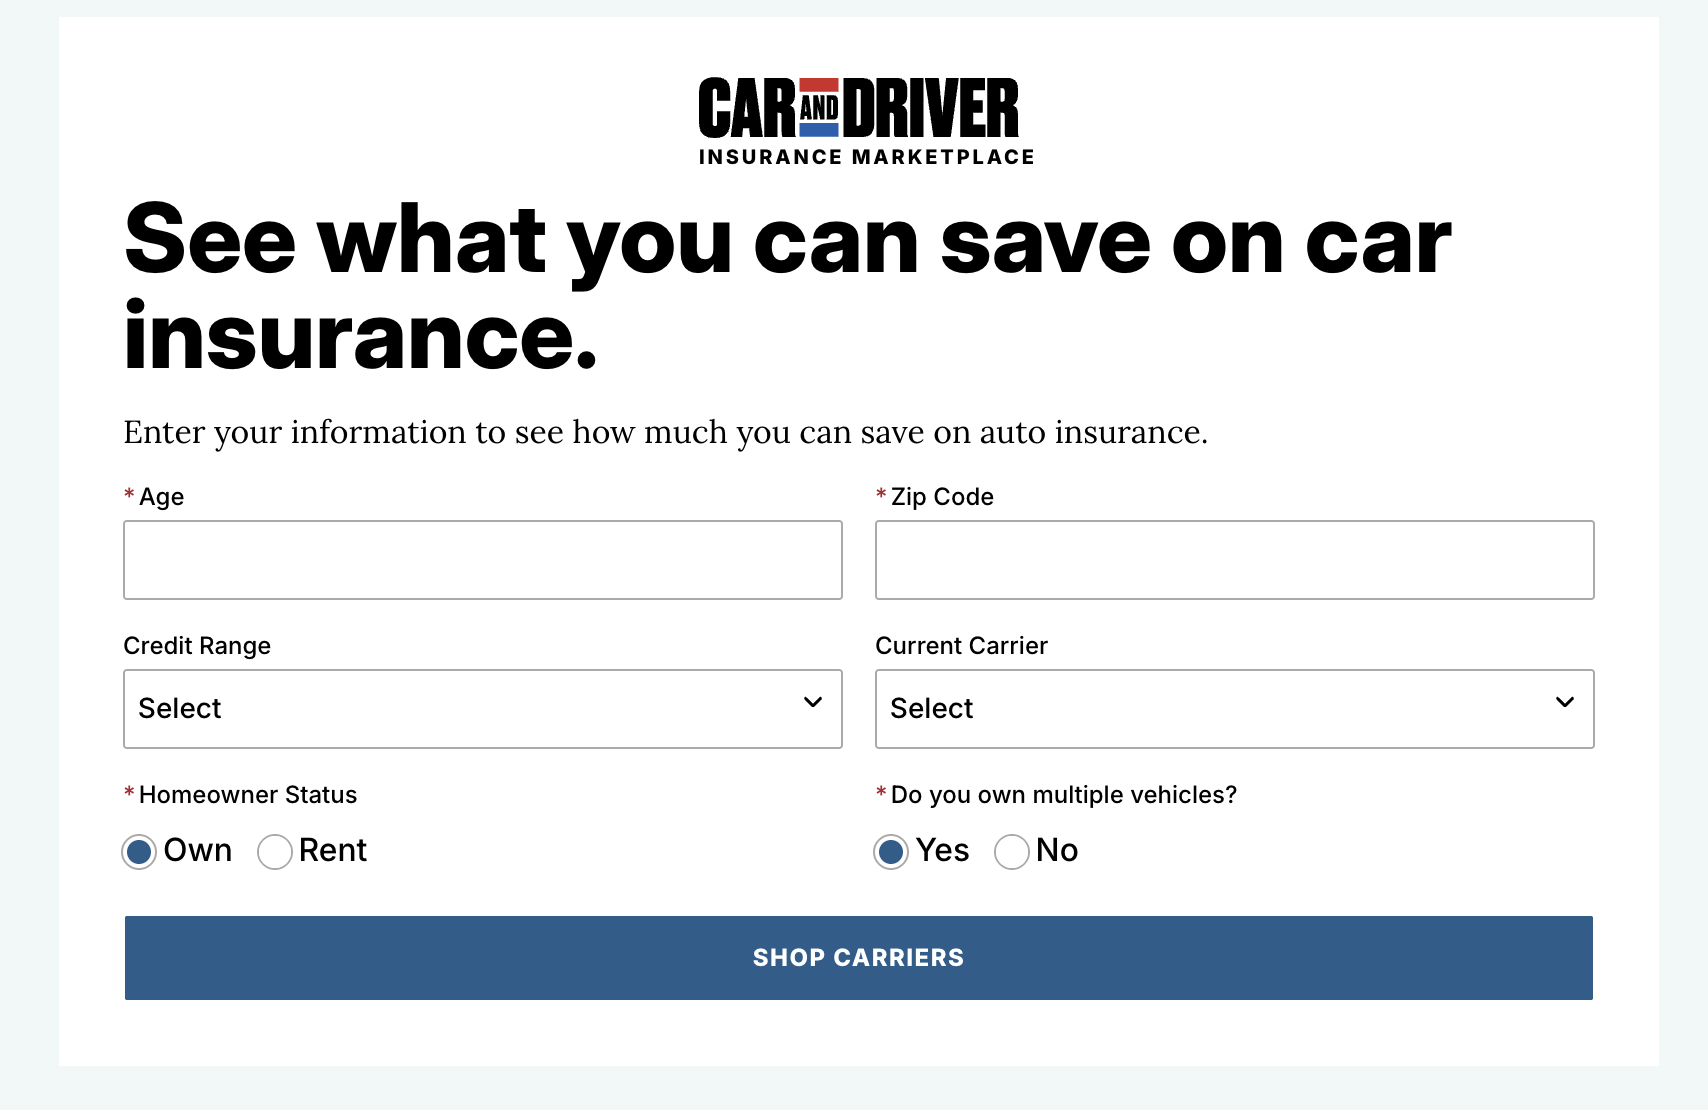 CAR AND DRIVER
INSURANCE MARKETPLACE
See what you can save on car
insurance.
Enter your information to see how much you can save on auto insurance.
* Age
* Zip Code
Credit Range
Current Carrier
Select
Select
* Homeowner Status
* Do you own multiple vehicles?
Own Rent
Yes No
SHOP CARRIERS